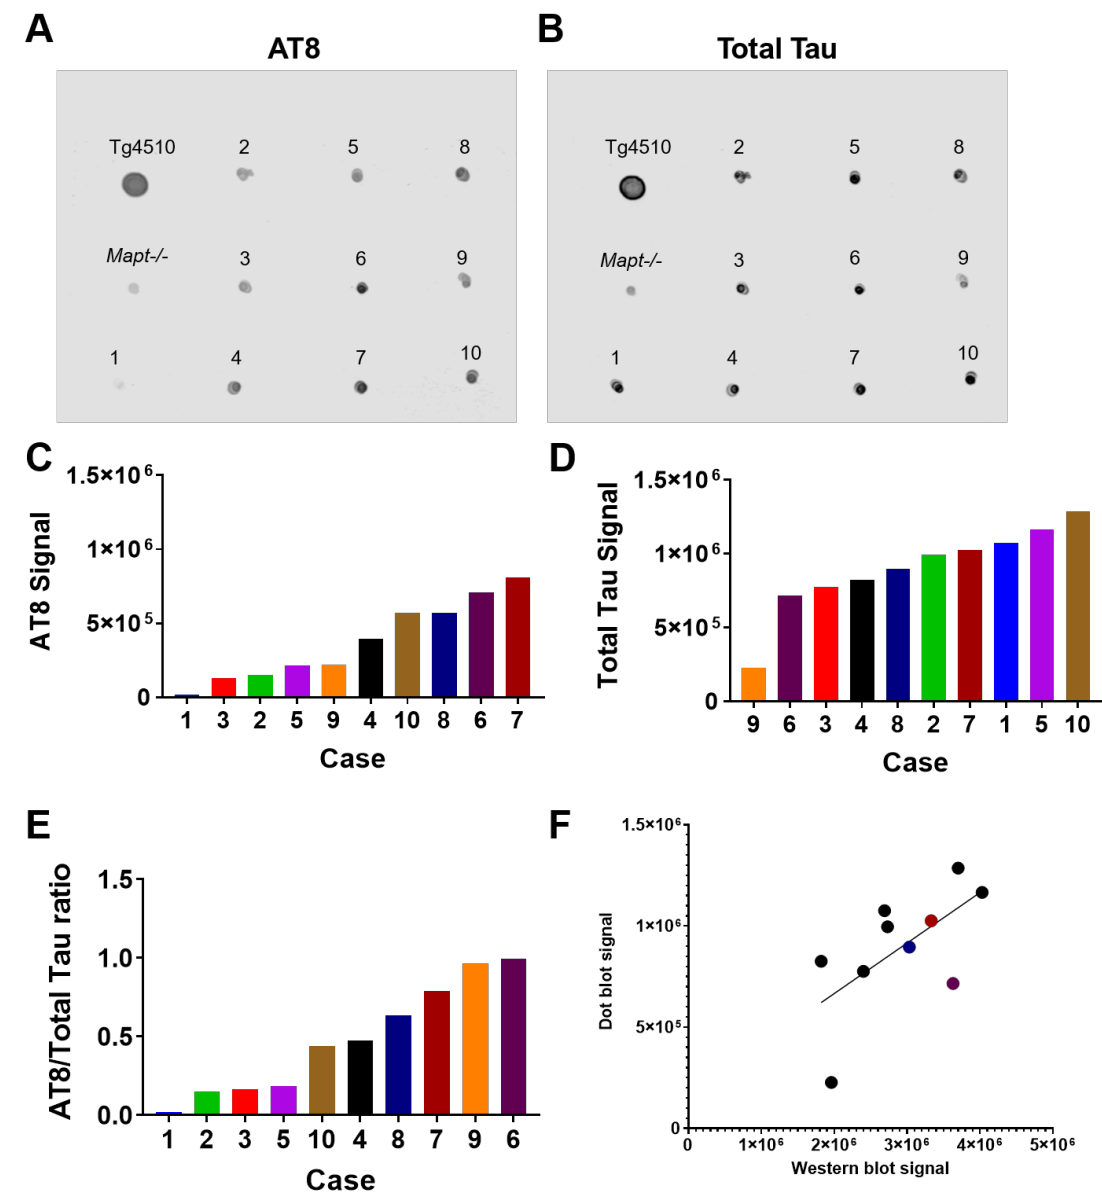 A
AT8
Tg4510 2 5 8
Mapt-/- 3 6 9
1 4 7 10
B
Total Tau
Tg4510 2 5 8
Mapt-/- 3 6 9
1 4 7 10
C
AT8 Signal
1.5×10⁶
1×10⁶
5×10⁵
0
1 3 2 5 9 4 10 8 6 7
Case
D
Total Tau Signal
1.5×10⁶
1×10⁶
5×10⁵
0
9 6 3 4 8 2 7 1 5 10
Case
E
AT8/Total Tau ratio
1.5
1.0
0.5
0.0
1 2 3 5 10 4 8 7 9 6
Case
F
Dot blot signal
1.5×10⁶
1×10⁶
5×10⁵
0
0 1×10⁶ 2×10⁶ 3×10⁶ 4×10⁶ 5×10⁶
Western blot signal